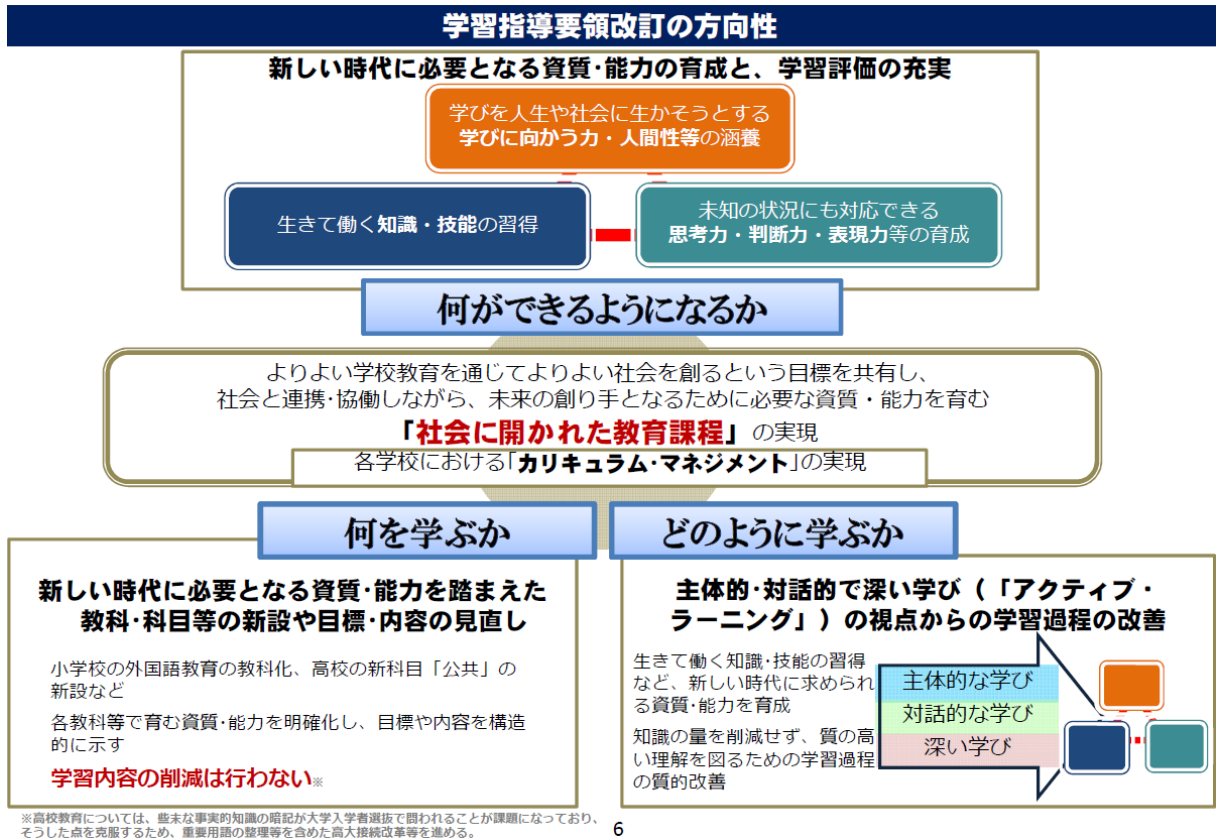 学習指導要領改訂の方向性
新しい時代に必要となる資質･能力の育成と、学習評価の充実
学びを人生や社会に生かそうとする
学びに向かう力・人間性等の涵養
生きて働く知識・技能の習得
未知の状況にも対応できる
思考力・判断力・表現力等の育成
何ができるようになるか
よりよい学校教育を通じてよりよい社会を創るという目標を共有し、
社会と連携･協働しながら、未来の創り手となるために必要な資質・能力を育む
「社会に開かれた教育課程」の実現
各学校における｢カリキュラム･マネジメント｣の実現
何を学ぶか
新しい時代に必要となる資質･能力を踏まえた
教科･科目等の新設や目標･内容の見直し
小学校の外国語教育の教科化、高校の新科目「公共」の
新設など
各教科等で育む資質･能力を明確化し、目標や内容を構造
的に示す
学習内容の削減は行わない※
どのように学ぶか
主体的･対話的で深い学び（「アクティブ・
ラーニング」）の視点からの学習過程の改善
生きて働く知識･技能の習得
など、新しい時代に求められ
る資質･能力を育成
知識の量を削減せず、質の高
い理解を図るための学習過程
の質的改善
主体的な学び
対話的な学び
深い学び
※高校教育については、些末な事実的知識の暗記が大学入学者選抜で問われることが課題になっており、
そうした点を克服するため、重要用語の整理等を含めた高大接続改革等を進める。
6